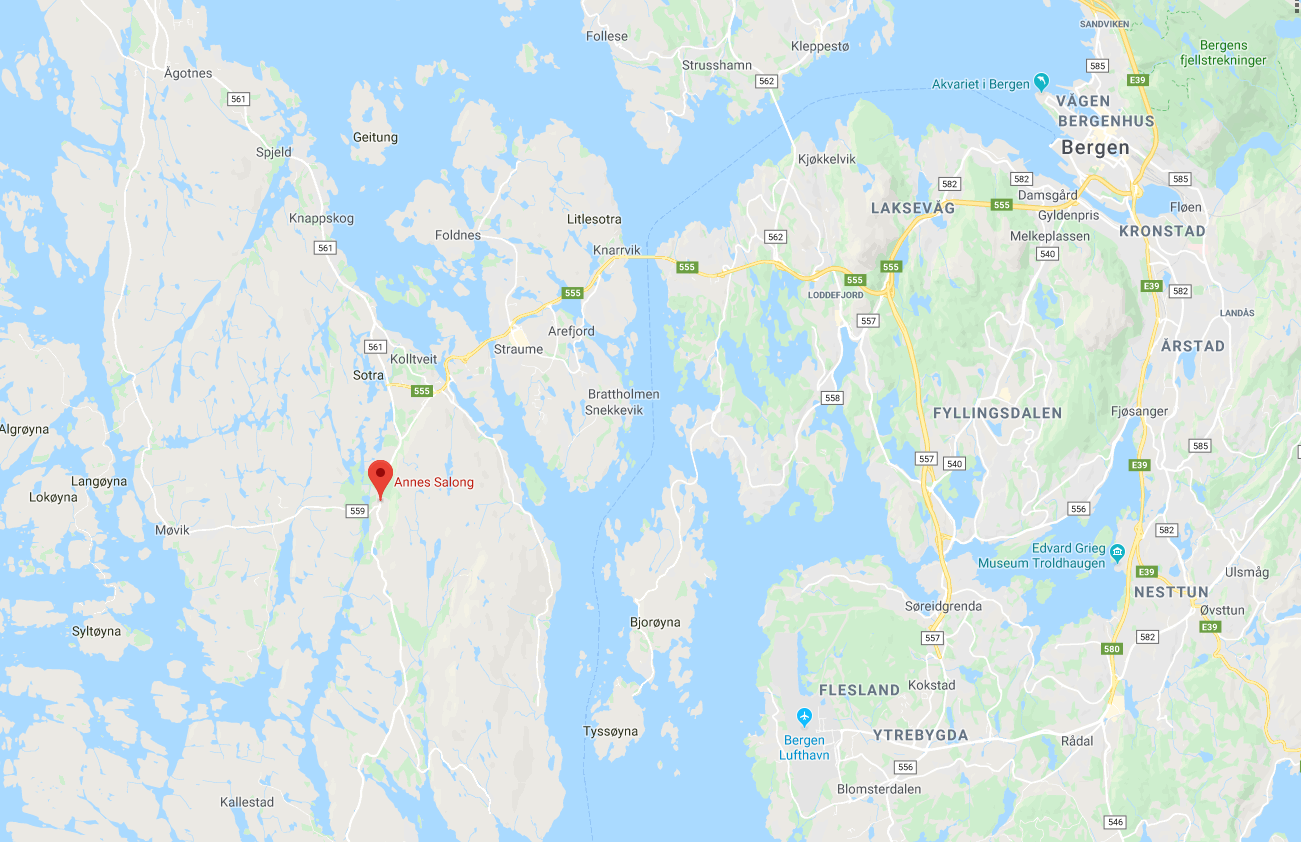 SANDVIKEN
Follese
Kleppestø
Bergens
fjellstrekninger
Strusshamn
585
Ågotnes
562
E39
Akvariet i Bergen
561
VÅGEN
BERGENHUS
Geitung
Bergen
Spjeld
Kjøkkelvik
582
582
585
Damsgård
Litlesotra
LAKSEVÅG
555
Gyldenpris
Fløen
Knappskog
Foldnes
562
Melkeplassen
KRONSTAD
561
Knarrvik
540
555
555
555
LODDEFJORD
E39
582
555
557
LANDÅS
Arefjord
561
Straume
ÅRSTAD
Kolltveit
Sotra
555
Brattholmen
558
Snekkevik
FYLLINGSDALEN
Fjøsanger
Algrøyna
585
557
540
E39
Langøyna
Annes Salong
Lokøyna
559
556
Møvik
582
Edvard Grieg
Museum Troldhaugen
E39
Ulsmåg
NESTTUN
Søreidgrenda
Øvsttun
Bjorøyna
E39
Syltøyna
557
582
580
Kokstad
FLESLAND
Tyssøyna
Bergen
Lufthavn
YTREBYGDA
Rådal
556
Blomsterdalen
Kallestad
546